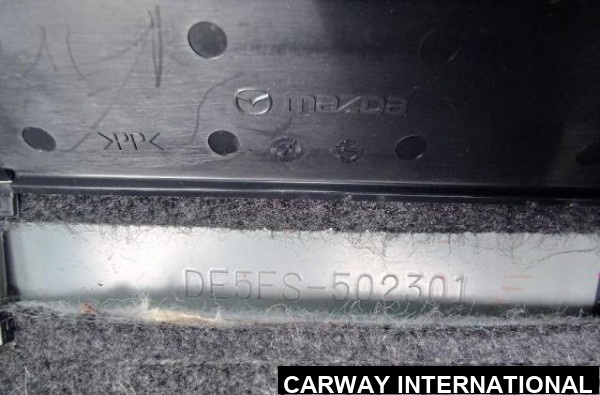 mazda
>PP<
DE5FS-502301
CARWAY INTERNATIONAL